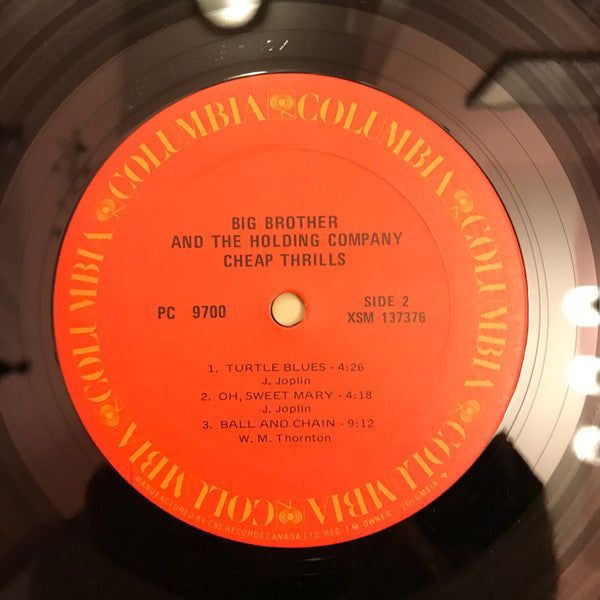 COLUMBIA COLUMBIA COLUMBIA COLUMBIA COLUMBIA COLUMBIA
BIG BROTHER
AND THE HOLDING COMPANY
CHEAP THRILLS
PC 9700
SIDE 2
XSM 137376
1. TURTLE BLUES - 4:26
J. Joplin
2. OH, SWEET MARY - 4:18
J. Joplin
3. BALL AND CHAIN - 9:12
W. M. Thornton
MANUFACTURED BY CBS RECORDS CANADA LTD REG T.M. OWNER - COLUMBIA